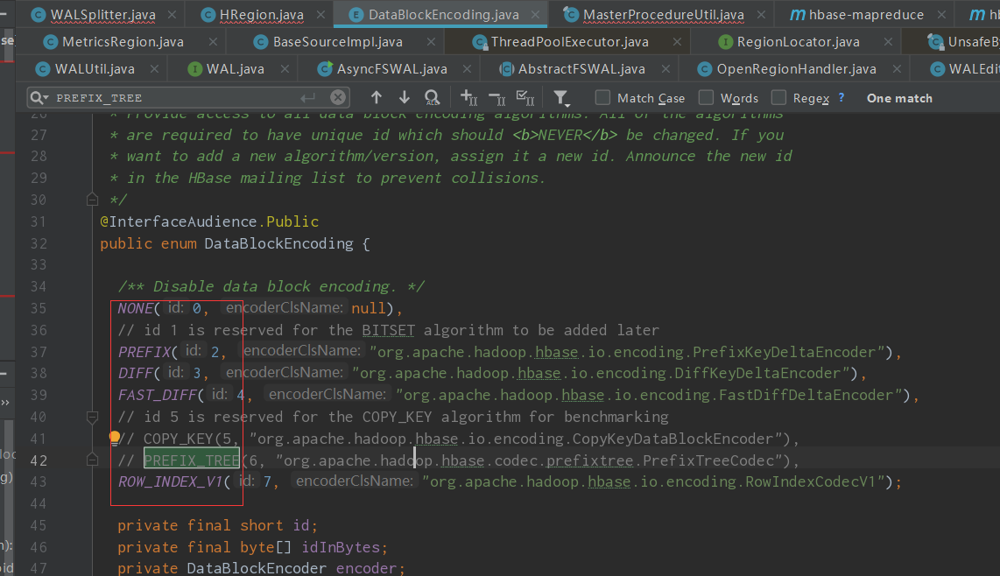 WALSplitter.java HRegion.java DataBlockEncoding.java MasterProcedureUtil.java hbase-mapreduce
MetricsRegion.java BaseSourceImpl.java ThreadPoolExecutor.java RegionLocator.java
WALUtil.java WAL.java AsyncFSWAL.java AbstractFSWAL.java OpenRegionHandler.java WALEdi
PREFIX_TREE Match Case Words Regex ? One match
26 * Provide access to all data block encoding algorithms. All of the algorithms
27 * are required to have unique id which should <b>NEVER</b> be changed. If you
28 * want to add a new algorithm/version, assign it a new id. Announce the new id
29 * in the HBase mailing list to prevent collisions.
30 */
31 @InterfaceAudience.Public
32 public enum DataBlockEncoding {
33
34 /** Disable data block encoding. */
35 NONE( id: 0, encoderClsName: null),
36 // id 1 is reserved for the BITSET algorithm to be added later
37 PREFIX( id: 2, encoderClsName: "org.apache.hadoop.hbase.io.encoding.PrefixKeyDeltaEncoder"),
38 DIFF( id: 3, encoderClsName: "org.apache.hadoop.hbase.io.encoding.DiffKeyDeltaEncoder"),
39 FAST_DIFF( id: 4, encoderClsName: "org.apache.hadoop.hbase.io.encoding.FastDiffDeltaEncoder"),
40 // id 5 is reserved for the COPY_KEY algorithm for benchmarking
41 // COPY_KEY(5, "org.apache.hadoop.hbase.io.encoding.CopyKeyDataBlockEncoder"),
42 // PREFIX_TREE(6, "org.apache.hadoop.hbase.codec.prefixtree.PrefixTreeCodec"),
43 ROW_INDEX_V1( id: 7, encoderClsName: "org.apache.hadoop.hbase.io.encoding.RowIndexCodecV1");
44
45 private final short id;
46 private final byte[] idInBytes;
47 private DataBlockEncoder encoder;